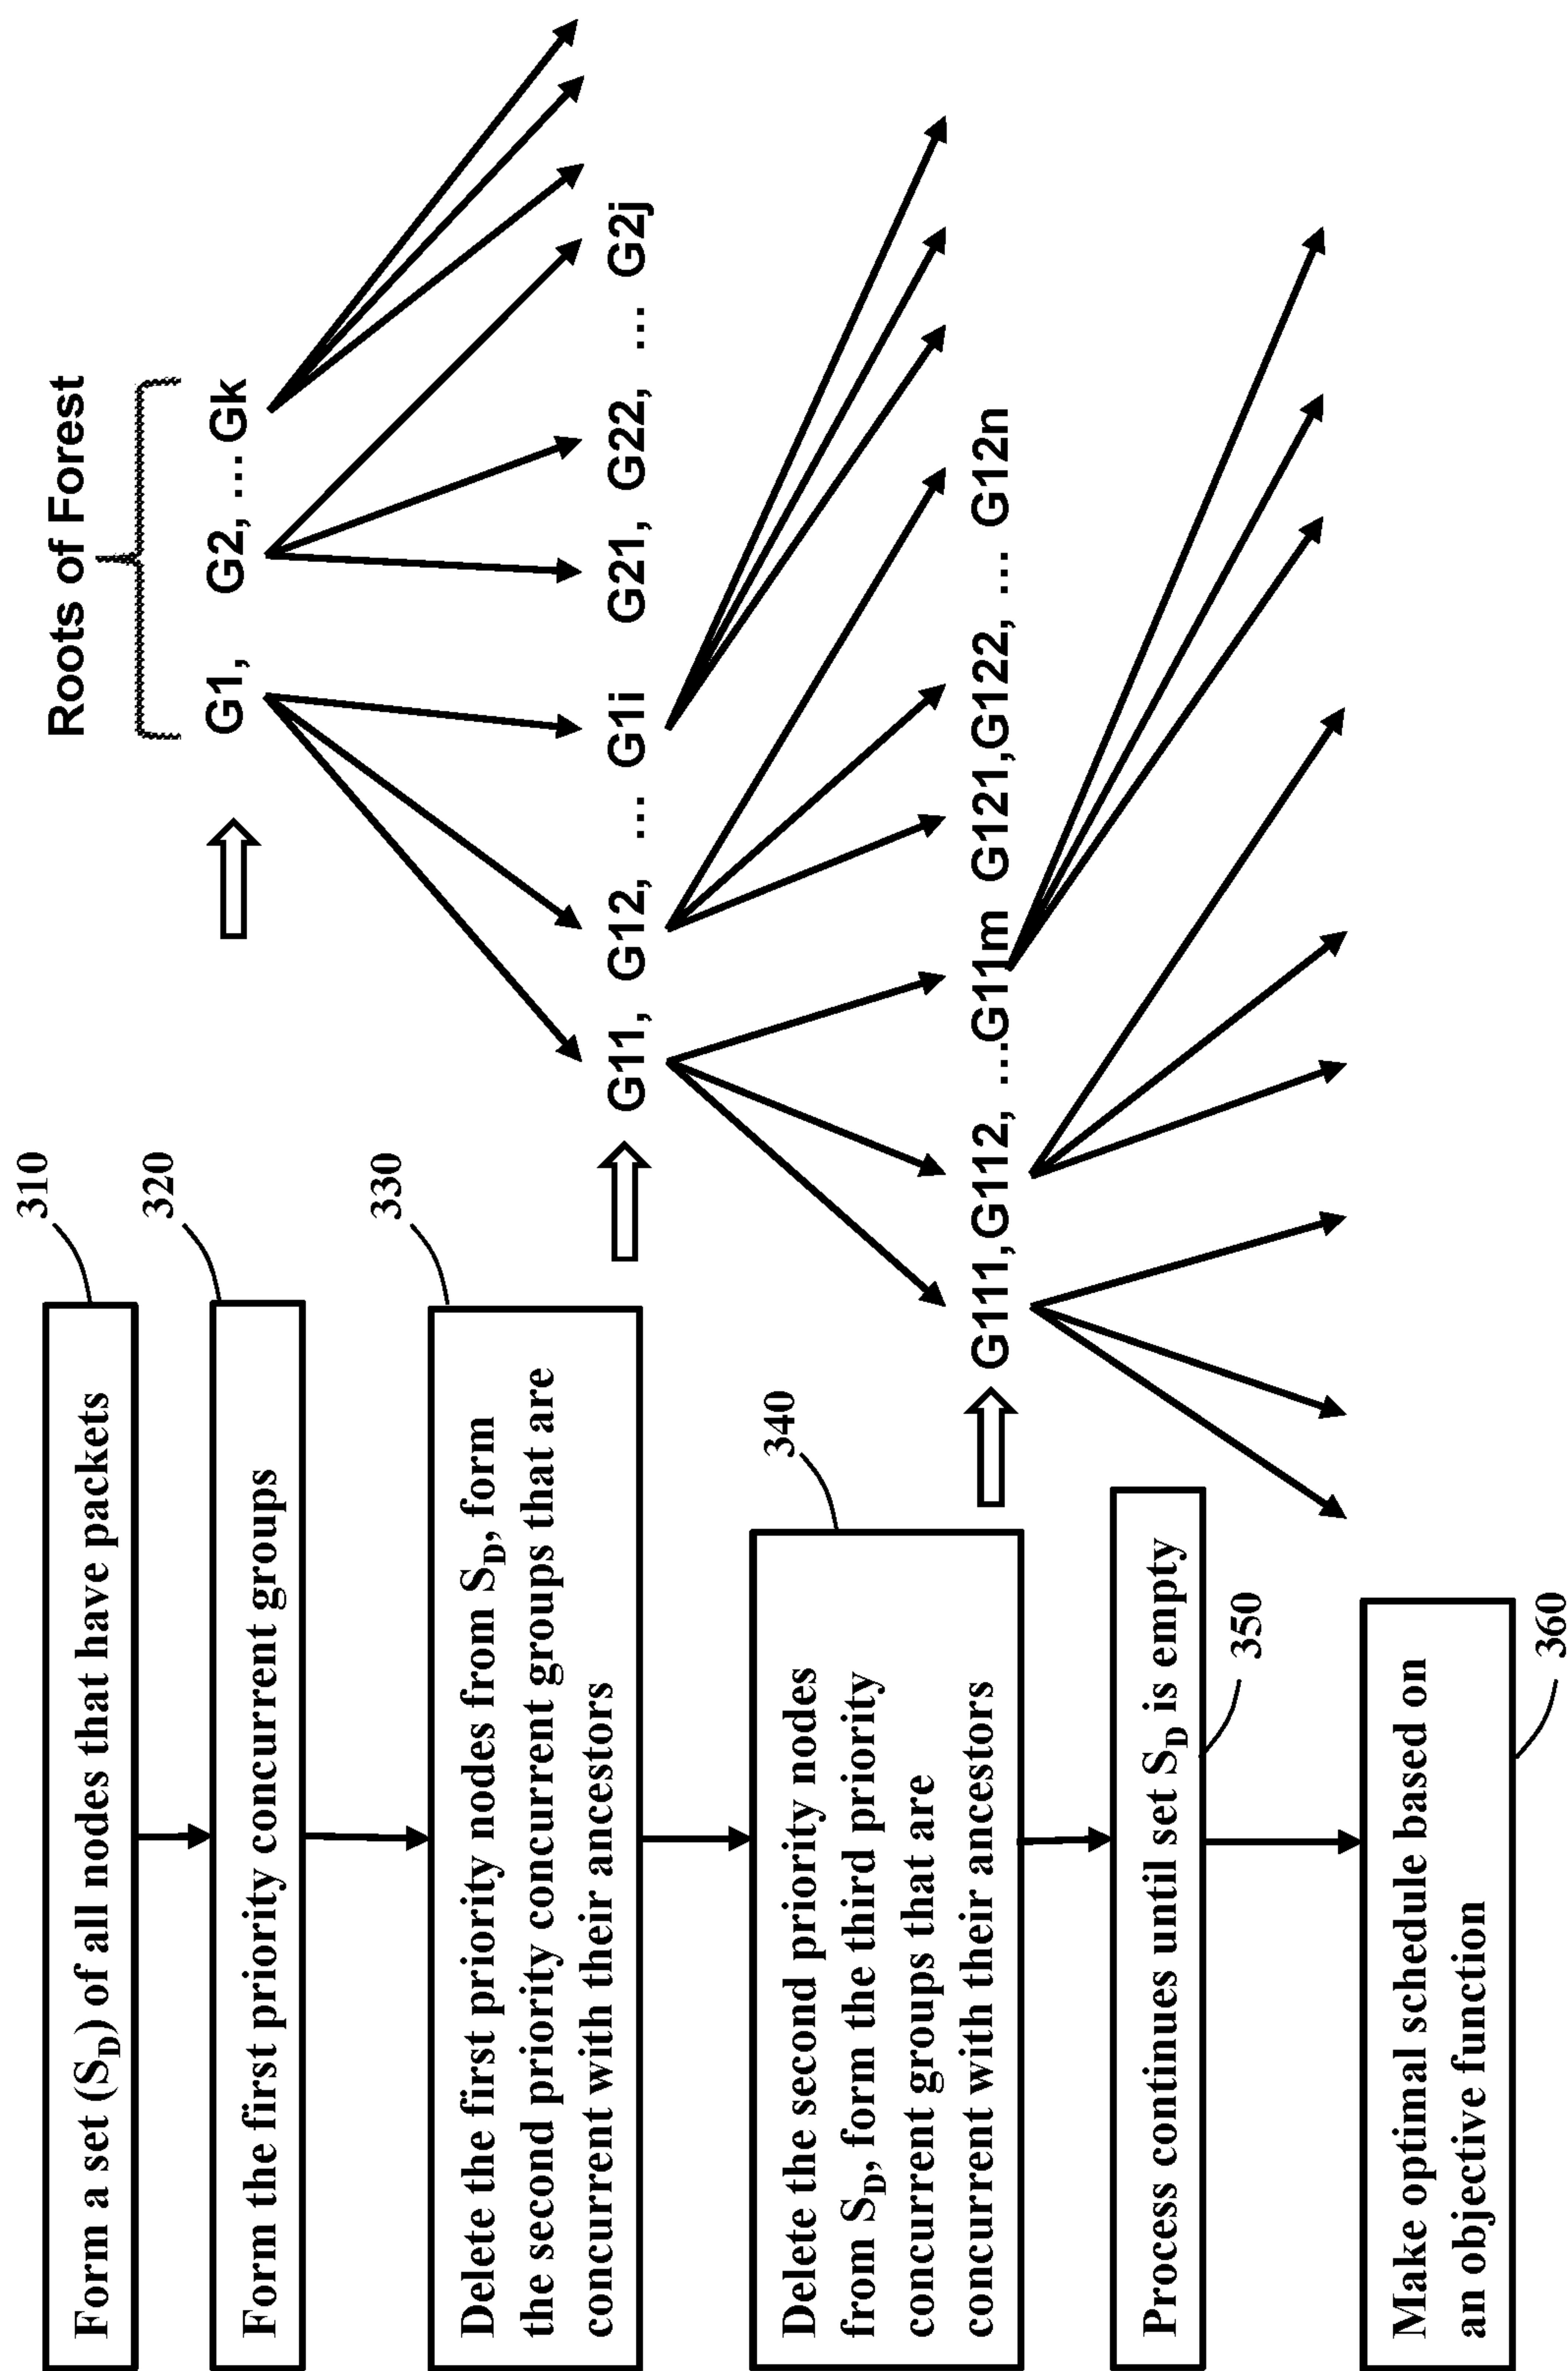 310
Form a set (S_D) of all nodes that have packets
320
Form the first priority concurrent groups
330
Delete the first priority nodes from S_D, form
the second priority concurrent groups that are
concurrent with their ancestors
340
Delete the second priority nodes
from S_D, form the third priority
concurrent groups that are
concurrent with their ancestors
Process continues until set S_D is empty
350
Make optimal schedule based on
an objective function
360
Roots of Forest
G1, G2, ... Gk
G11, G12, ... G1i G21, G22, ... G2j
G111,G112, ...G11m G121,G122, ... G12n